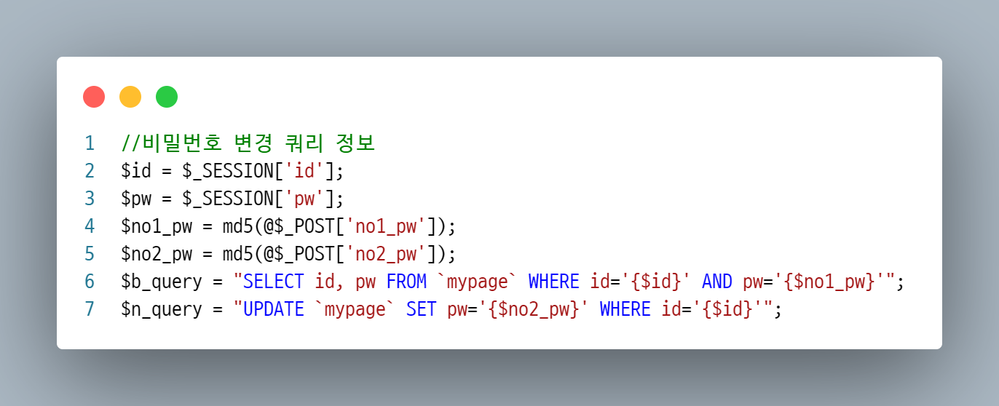 1 //비밀번호 변경 쿼리 정보
2 $id = $_SESSION['id'];
3 $pw = $_SESSION['pw'];
4 $no1_pw = md5(@$_POST['no1_pw']);
5 $no2_pw = md5(@$_POST['no2_pw']);
6 $b_query = "SELECT id, pw FROM `mypage` WHERE id='{$id}' AND pw='{$no1_pw}'";
7 $n_query = "UPDATE `mypage` SET pw='{$no2_pw}' WHERE id='{$id}'";